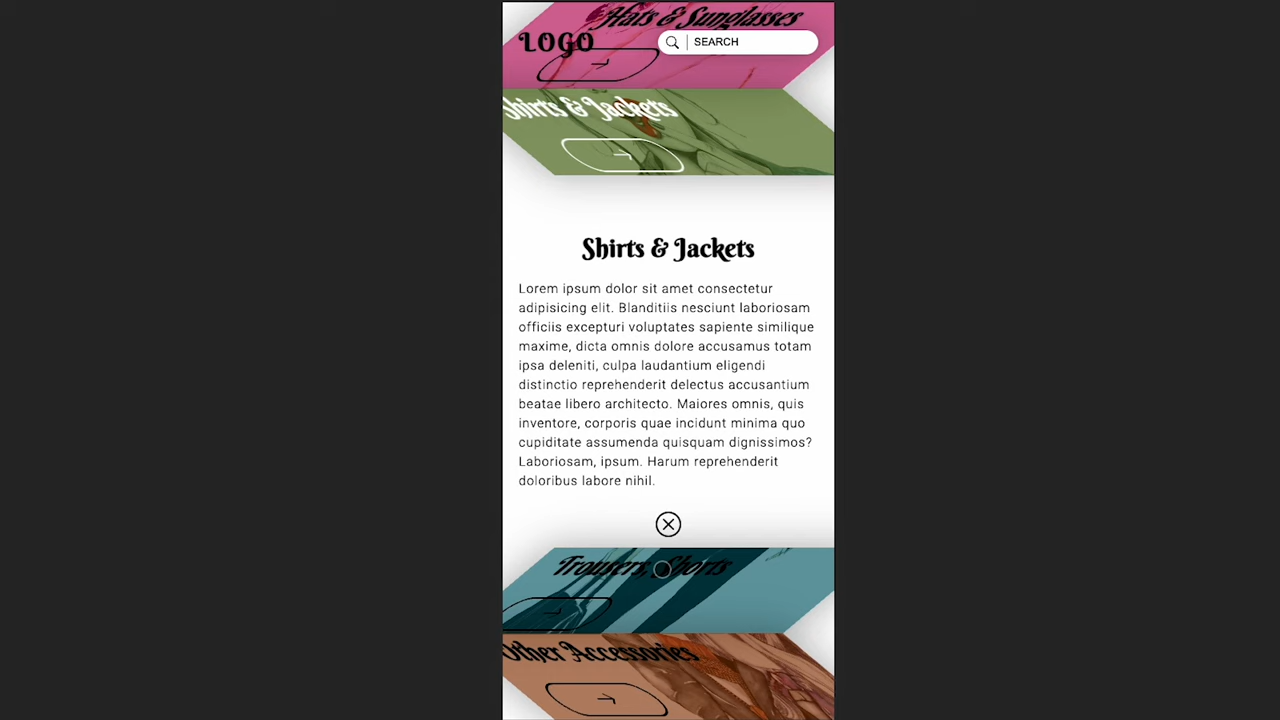 Hats & Sunglasses
LOGO
SEARCH
Shirts & Jackets
Shirts & Jackets
Lorem ipsum dolor sit amet consectetur
adipisicing elit. Blanditiis nesciunt laboriosam
officiis excepturi voluptates sapiente similique
maxime, dicta omnis dolore accusamus totam
ipsa deleniti, culpa laudantium eligendi
distinctio reprehenderit delectus accusantium
beatae libero architecto. Maiores omnis, quis
inventore, corporis quae incidunt minima quo
cupiditate assumenda quisquam dignissimos?
Laboriosam, ipsum. Harum reprehenderit
doloribus labore nihil.
Trousers, Shorts
Other Accessories